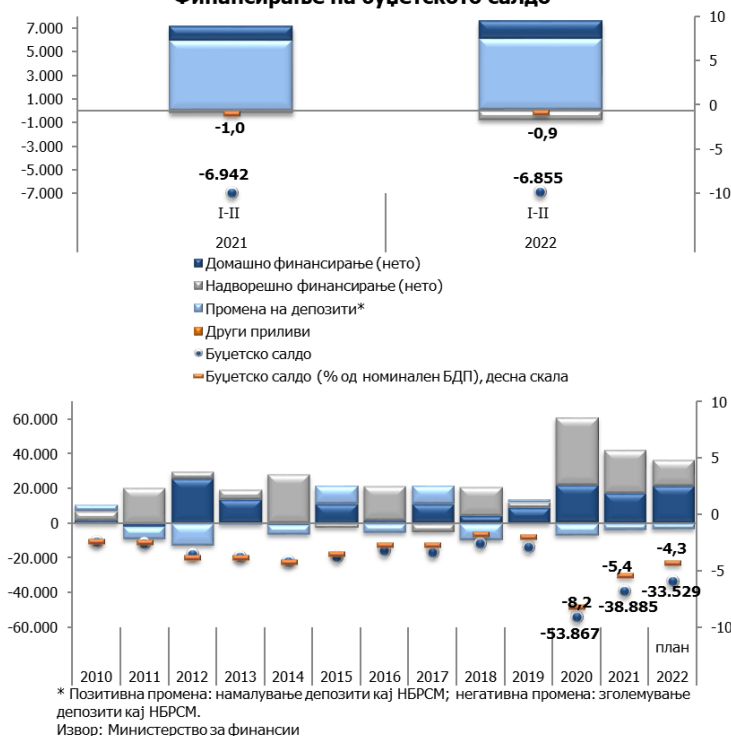 Финансирање на буџетското салдо
7.000
5.000
3.000
1.000
-1.000
-3.000
-5.000
-7.000
10
5
0
-5
-10
-1,0
-0,9
-6.942
-6.855
I-II
I-II
2021
2022
Домашно финансирање (нето)
Надворешно финансирање (нето)
Промена на депозити*
Други приливи
Буџетско салдо
Буџетско салдо (% од номинален БДП), десна скала
60.000
40.000
20.000
0
-20.000
-40.000
-60.000
10
5
0
-5
-10
-8,2
-5,4
-4,3
-53.867
-38.885
-33.529
план
2010 2011 2012 2013 2014 2015 2016 2017 2018 2019 2020 2021 2022
* Позитивна промена: намалување депозити кај НБРСМ; негативна промена: зголемување
депозити кај НБРСМ.
Извор: Министерство за финансии